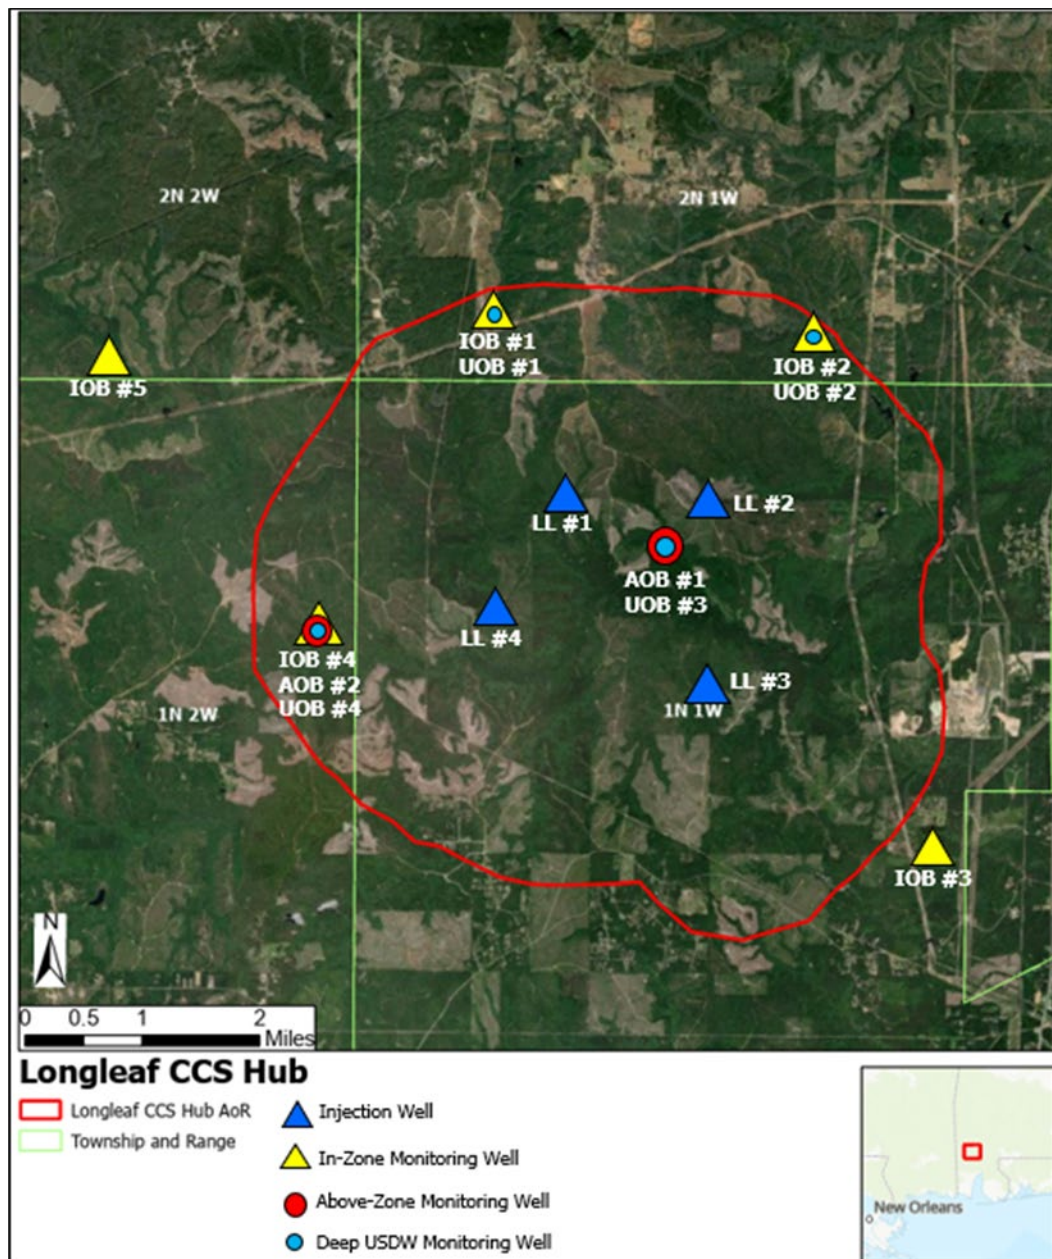 2N 2W
2N 1W
IOB #1
UOB #1
IOB #2
UOB #2
IOB #5
LL #1
LL #2
AOB #1
UOB #3
LL #4
IOB #4
AOB #2
UOB #4
LL #3
1N 2W
1N 1W
IOB #3
N
0 0.5 1 2
Miles
Longleaf CCS Hub
Longleaf CCS Hub AoR
Township and Range
Injection Well
In-Zone Monitoring Well
Above-Zone Monitoring Well
Deep USDW Monitoring Well
New Orleans